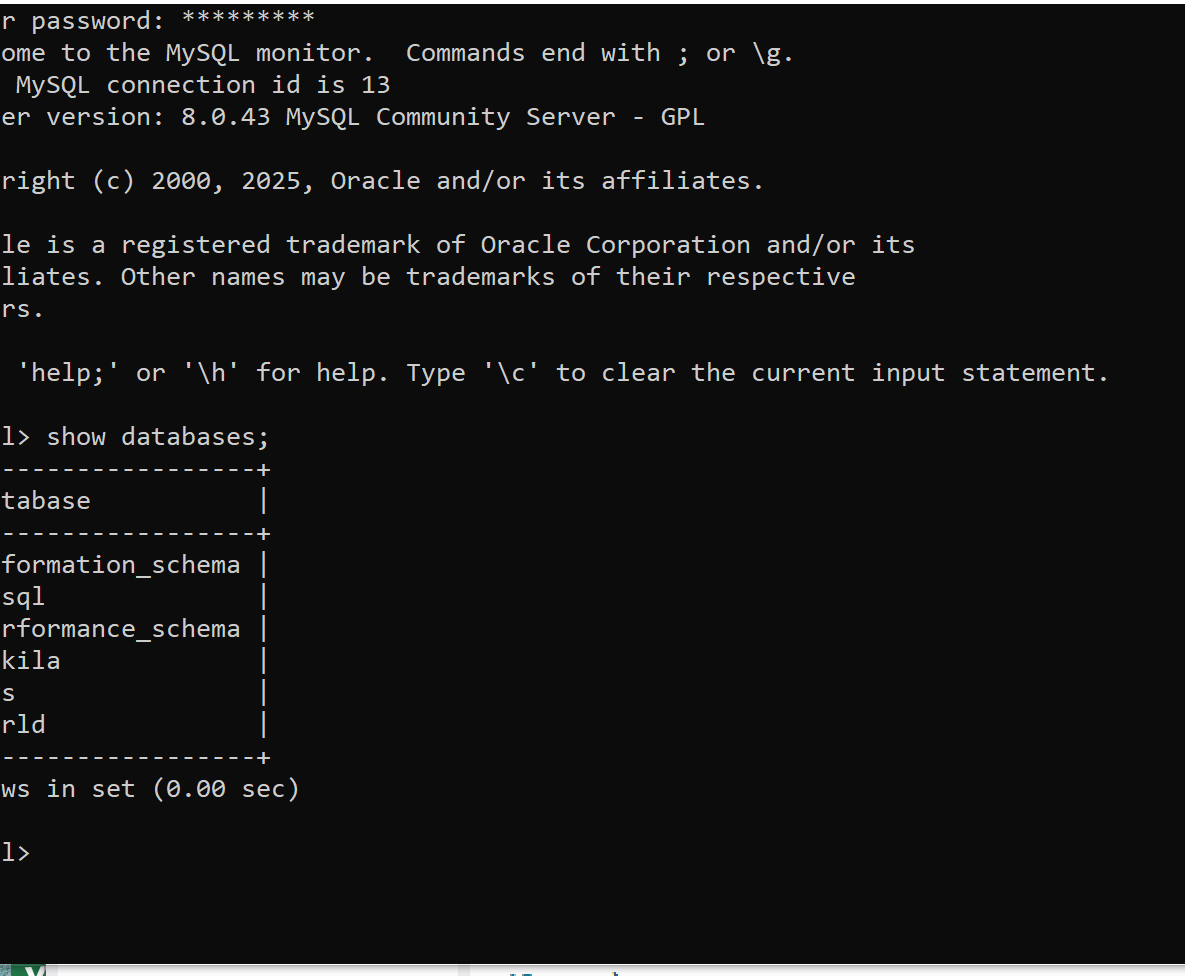 r password: *********
ome to the MySQL monitor.  Commands end with ; or \g.
 MySQL connection id is 13
er version: 8.0.43 MySQL Community Server - GPL
right (c) 2000, 2025, Oracle and/or its affiliates.
le is a registered trademark of Oracle Corporation and/or its
liates. Other names may be trademarks of their respective
rs.
 'help;' or '\h' for help. Type '\c' to clear the current input statement.
l> show databases;
-----------------+
tabase           |
-----------------+
formation_schema |
sql              |
rformance_schema |
kila             |
s                |
rld              |
-----------------+
ws in set (0.00 sec)
l>